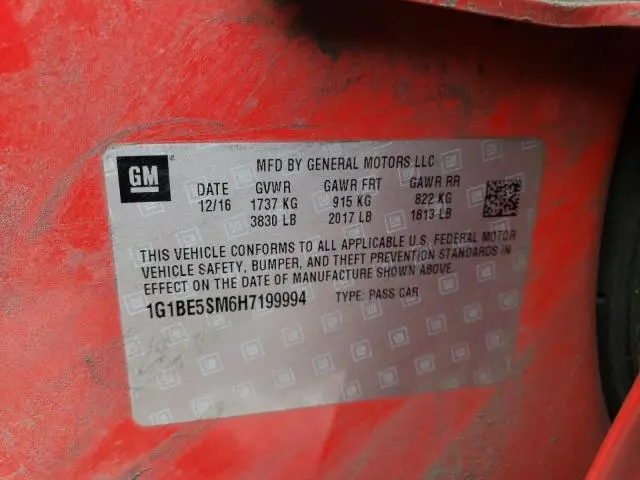 GM
MFD BY GENERAL MOTORS LLC
DATE GVWR GAWR FRT GAWR RR
12/16 1737 KG 915 KG 822 KG
3830 LB 2017 LB 1813 LB
THIS VEHICLE CONFORMS TO ALL APPLICABLE U.S. FEDERAL MOTOR
VEHICLE SAFETY, BUMPER, AND THEFT PREVENTION STANDARDS IN
EFFECT ON THE DATE OF MANUFACTURE SHOWN ABOVE.
1G1BE5SM6H7199994 TYPE: PASS CAR